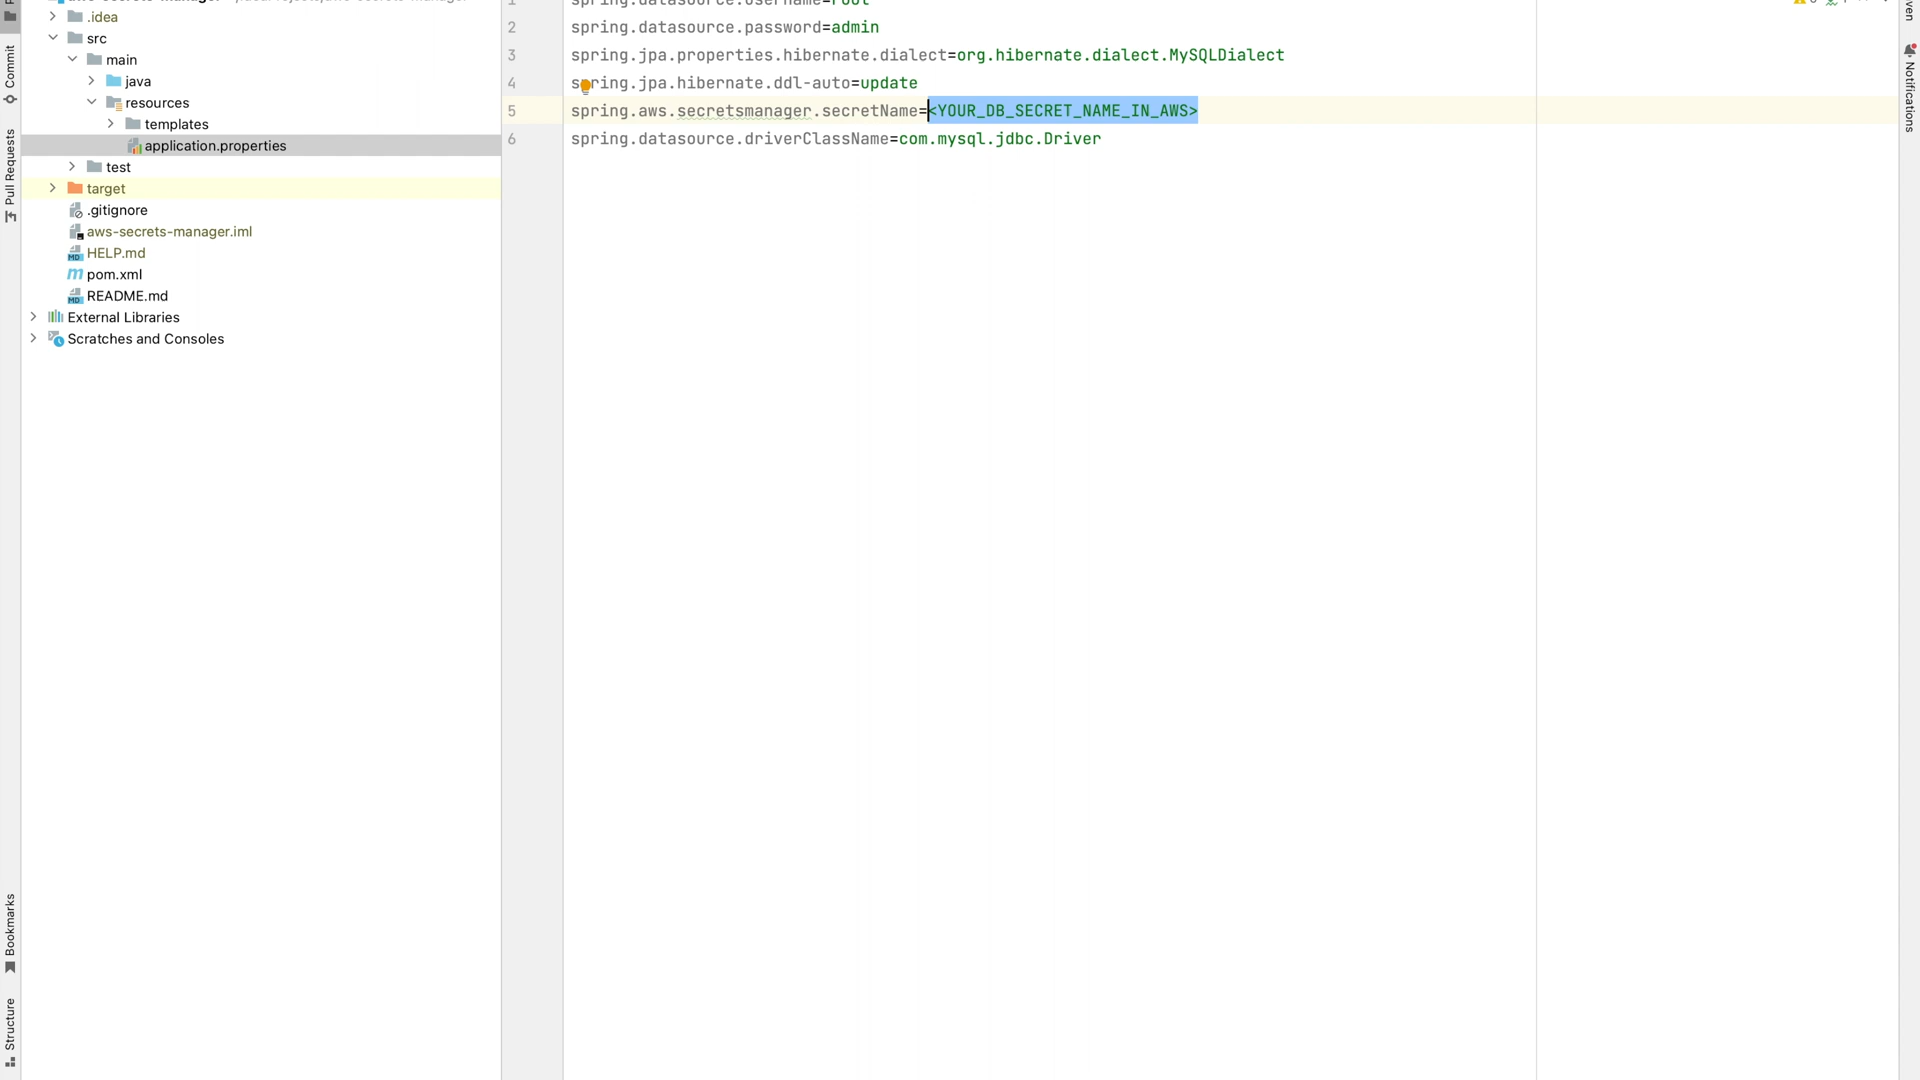 .idea
src
main
java
resources
templates
application.properties
test
target
.gitignore
aws-secrets-manager.iml
HELP.md
pom.xml
README.md
External Libraries
Scratches and Consoles
Commit
Pull Requests
Bookmarks
Structure
1
2 spring.datasource.password=admin
3 spring.jpa.properties.hibernate.dialect=org.hibernate.dialect.MySQLDialect
4 spring.jpa.hibernate.ddl-auto=update
5 spring.aws.secretsmanager.secretName=<YOUR_DB_SECRET_NAME_IN_AWS>
6 spring.datasource.driverClassName=com.mysql.jdbc.Driver
Notifications